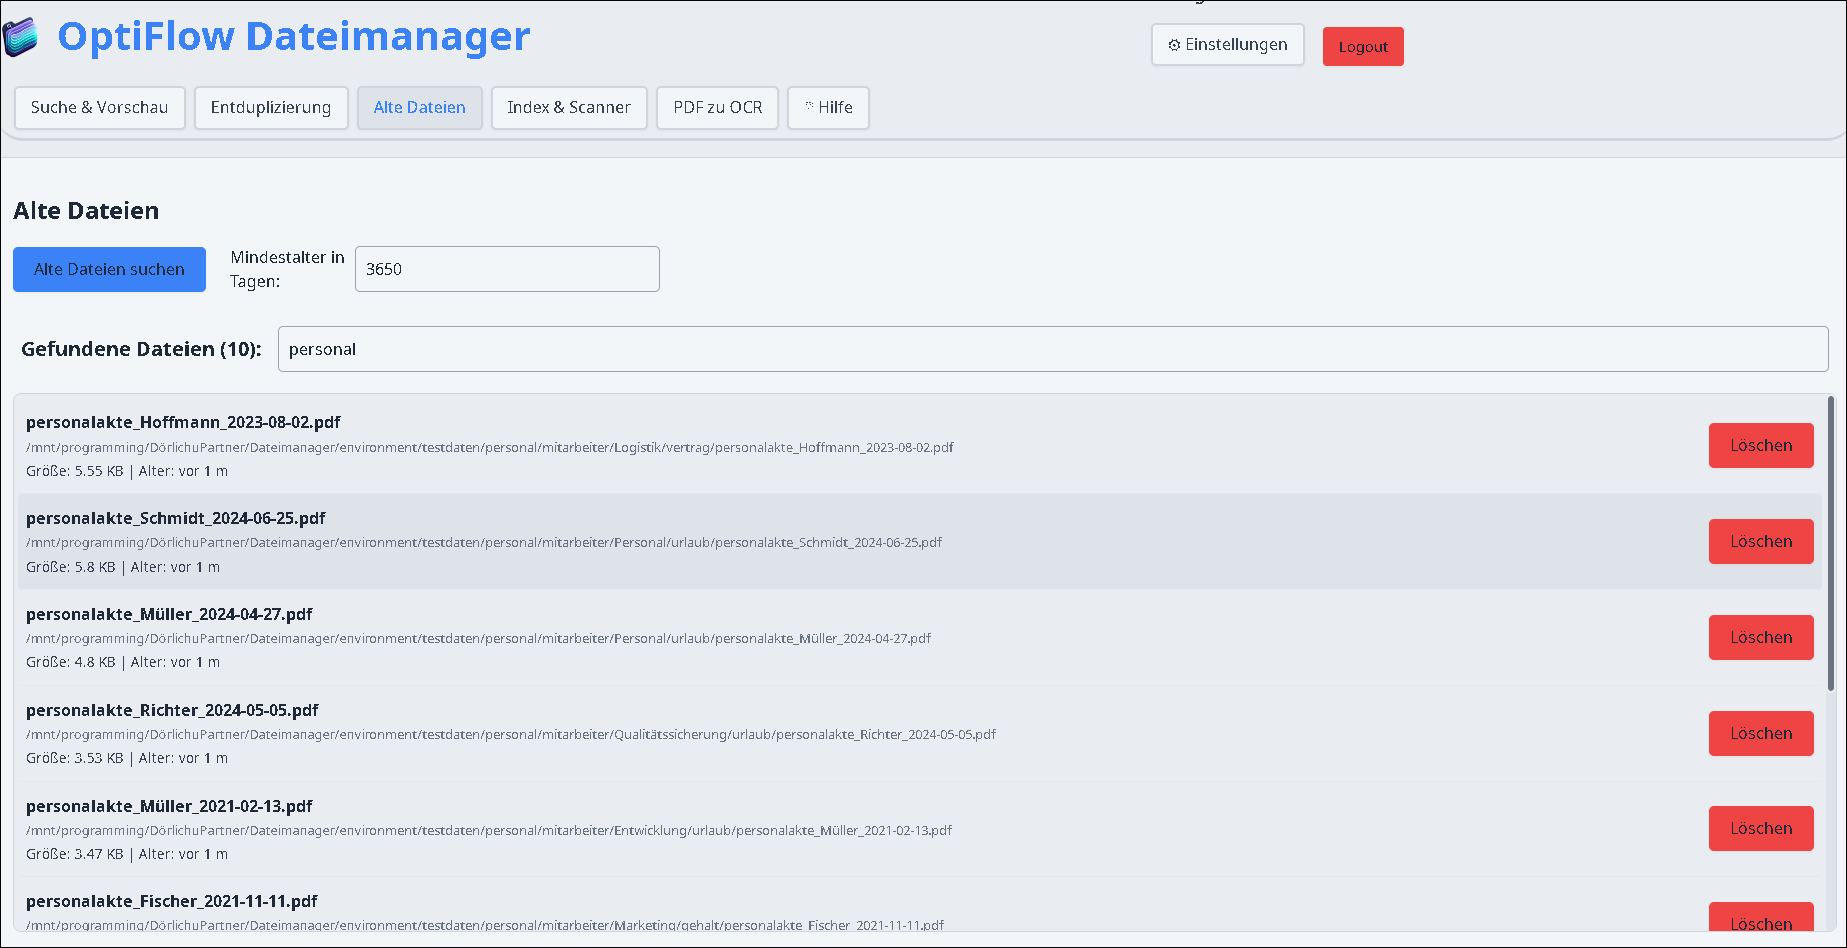 OptiFlow Dateimanager
⚙ Einstellungen
Logout
Suche & Vorschau
Entduplizierung
Alte Dateien
Index & Scanner
PDF zu OCR
Hilfe
Alte Dateien
Alte Dateien suchen
Mindestalter in
Tagen:
3650
Gefundene Dateien (10):
personal
personalakte_Hoffmann_2023-08-02.pdf
/mnt/programming/DörlichuPartner/Dateimanager/environment/testdaten/personal/mitarbeiter/Logistik/vertrag/personalakte_Hoffmann_2023-08-02.pdf
Größe: 5.55 KB | Alter: vor 1 m
Löschen
personalakte_Schmidt_2024-06-25.pdf
/mnt/programming/DörlichuPartner/Dateimanager/environment/testdaten/personal/mitarbeiter/Personal/urlaub/personalakte_Schmidt_2024-06-25.pdf
Größe: 5.8 KB | Alter: vor 1 m
Löschen
personalakte_Müller_2024-04-27.pdf
/mnt/programming/DörlichuPartner/Dateimanager/environment/testdaten/personal/mitarbeiter/Personal/urlaub/personalakte_Müller_2024-04-27.pdf
Größe: 4.8 KB | Alter: vor 1 m
Löschen
personalakte_Richter_2024-05-05.pdf
/mnt/programming/DörlichuPartner/Dateimanager/environment/testdaten/personal/mitarbeiter/Qualitätssicherung/urlaub/personalakte_Richter_2024-05-05.pdf
Größe: 3.53 KB | Alter: vor 1 m
Löschen
personalakte_Müller_2021-02-13.pdf
/mnt/programming/DörlichuPartner/Dateimanager/environment/testdaten/personal/mitarbeiter/Entwicklung/urlaub/personalakte_Müller_2021-02-13.pdf
Größe: 3.47 KB | Alter: vor 1 m
Löschen
personalakte_Fischer_2021-11-11.pdf
/mnt/programming/DörlichuPartner/Dateimanager/environment/testdaten/personal/mitarbeiter/Marketing/gehalt/personalakte_Fischer_2021-11-11.pdf
Löschen